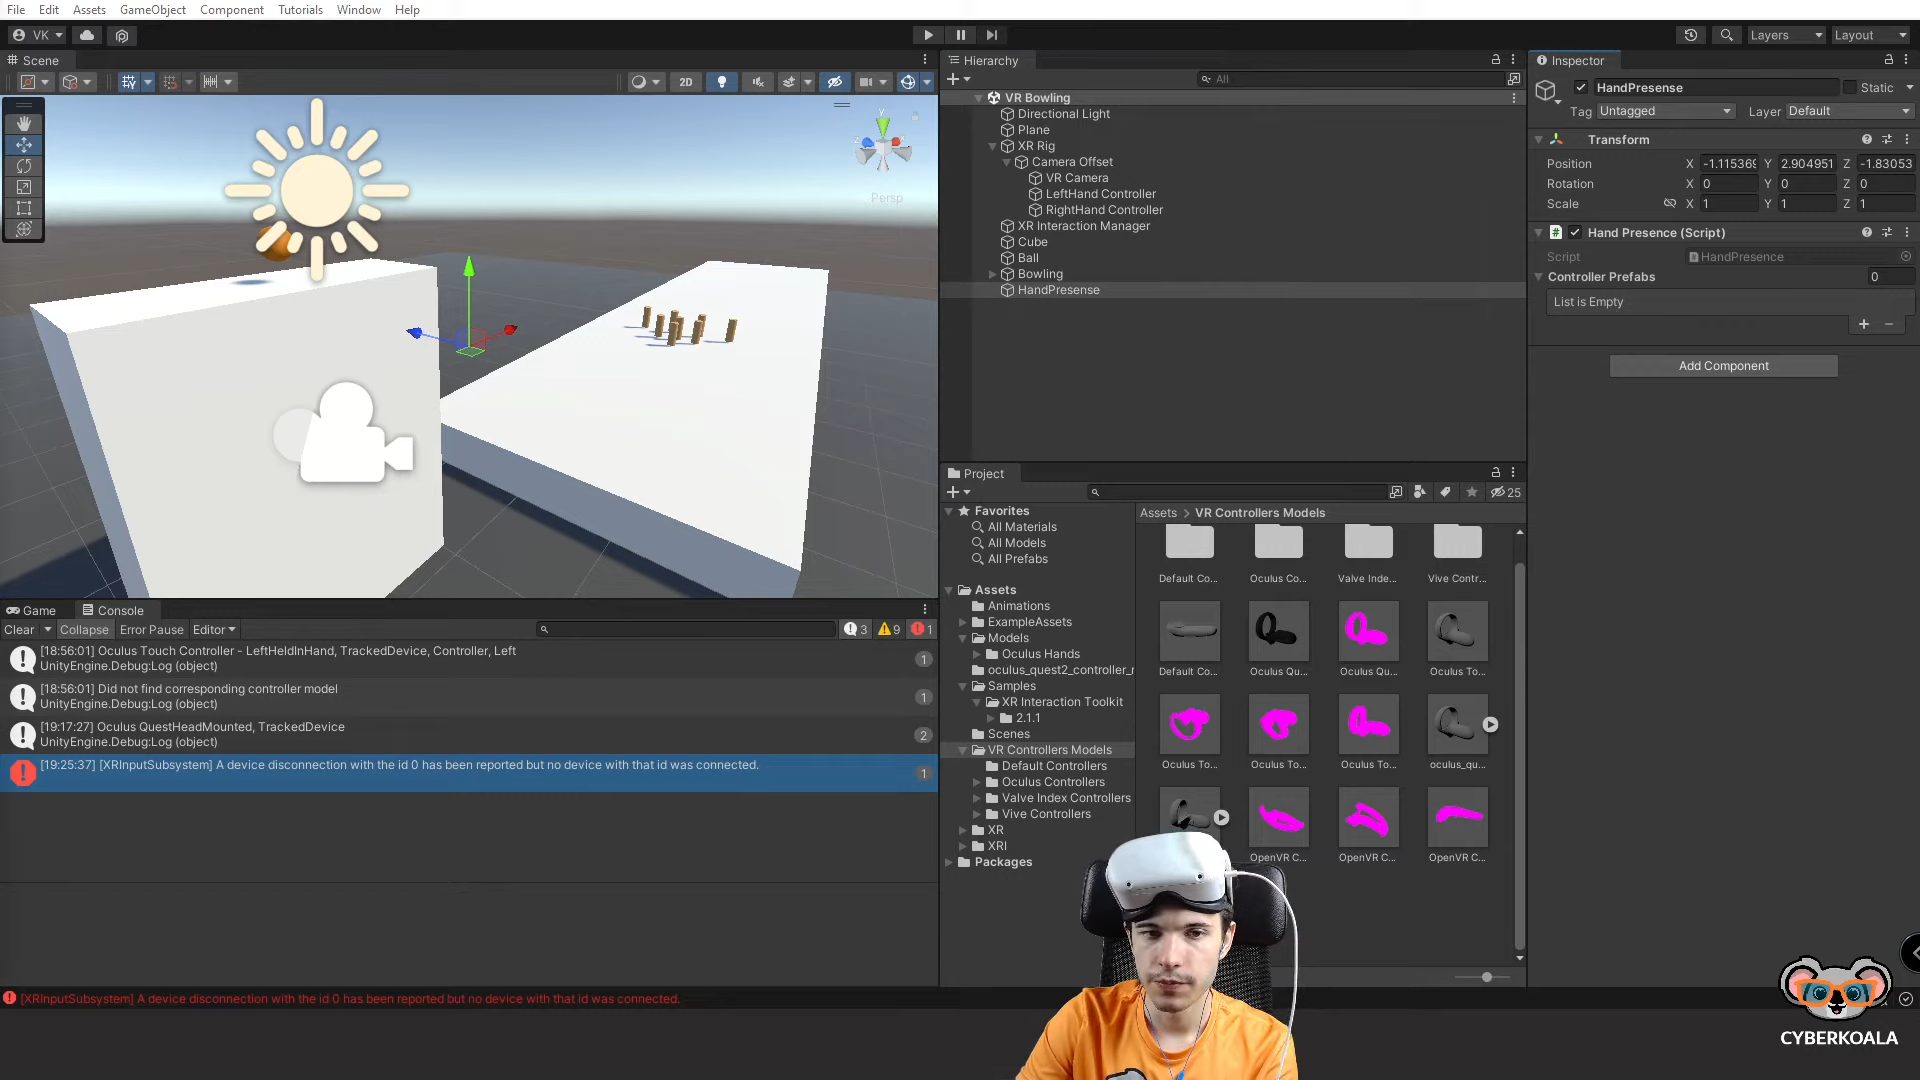 File Edit Assets GameObject Component Tutorials Window Help
VK
Layers Layout
Scene
2D
Y
Persp
Game Console
Clear Collapse Error Pause Editor
3 9 1
[18:56:01] Oculus Touch Controller - LeftHeldInHand, TrackedDevice, Controller, Left
UnityEngine.Debug:Log (object)
1
[18:56:01] Did not find corresponding controller model
UnityEngine.Debug:Log (object)
1
[19:17:27] Oculus QuestHeadMounted, TrackedDevice
UnityEngine.Debug:Log (object)
2
[19:25:37] [XRInputSubsystem] A device disconnection with the id 0 has been reported but no device with that id was connected.
1
[XRInputSubsystem] A device disconnection with the id 0 has been reported but no device with that id was connected.
Hierarchy
All
VR Bowling
Directional Light
Plane
XR Rig
Camera Offset
VR Camera
LeftHand Controller
RightHand Controller
XR Interaction Manager
Cube
Ball
Bowling
HandPresense
Project
25
Favorites
All Materials
All Models
All Prefabs
Assets
Animations
ExampleAssets
Models
Oculus Hands
oculus_quest2_controller_r
Samples
XR Interaction Toolkit
2.1.1
Scenes
VR Controllers Models
Default Controllers
Oculus Controllers
Valve Index Controllers
Vive Controllers
XR
XRI
Packages
Assets > VR Controllers Models
Default Co... Oculus Co... Valve Inde... Vive Contr...
Default Co... Oculus Qu... Oculus Qu... Oculus To...
Oculus To... Oculus To... Oculus To... oculus_qu...
OpenVR C... OpenVR C... OpenVR C...
Inspector
HandPresense Static
Tag Untagged Layer Default
Transform
Position X -1.115369 Y 2.904951 Z -1.83053
Rotation X 0 Y 0 Z 0
Scale X 1 Y 1 Z 1
Hand Presence (Script)
Script HandPresence
Controller Prefabs 0
List is Empty
+ −
Add Component
CYBERKOALA